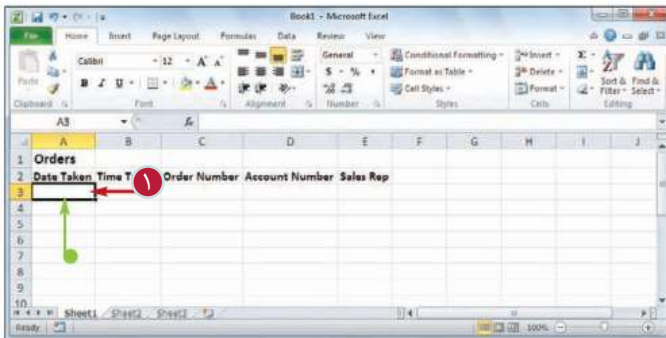 Book1 - Microsoft Excel
File Home Insert Page Layout Formulas Data Review View
Calibri 12 A A General Conditional Formatting Insert Σ
Paste B I U A $ % , Format as Table Delete Sort & Find &
Cell Styles Format Filter Select
Clipboard Font Alignment Number Styles Cells Editing
A3 fx
A B C D E F G H I J
1 Orders
2 Date Taken Time T Order Number Account Number Sales Rep
3 ١
4
5
6
7
8
9
10
Sheet1 Sheet2 Sheet3
Ready 100%